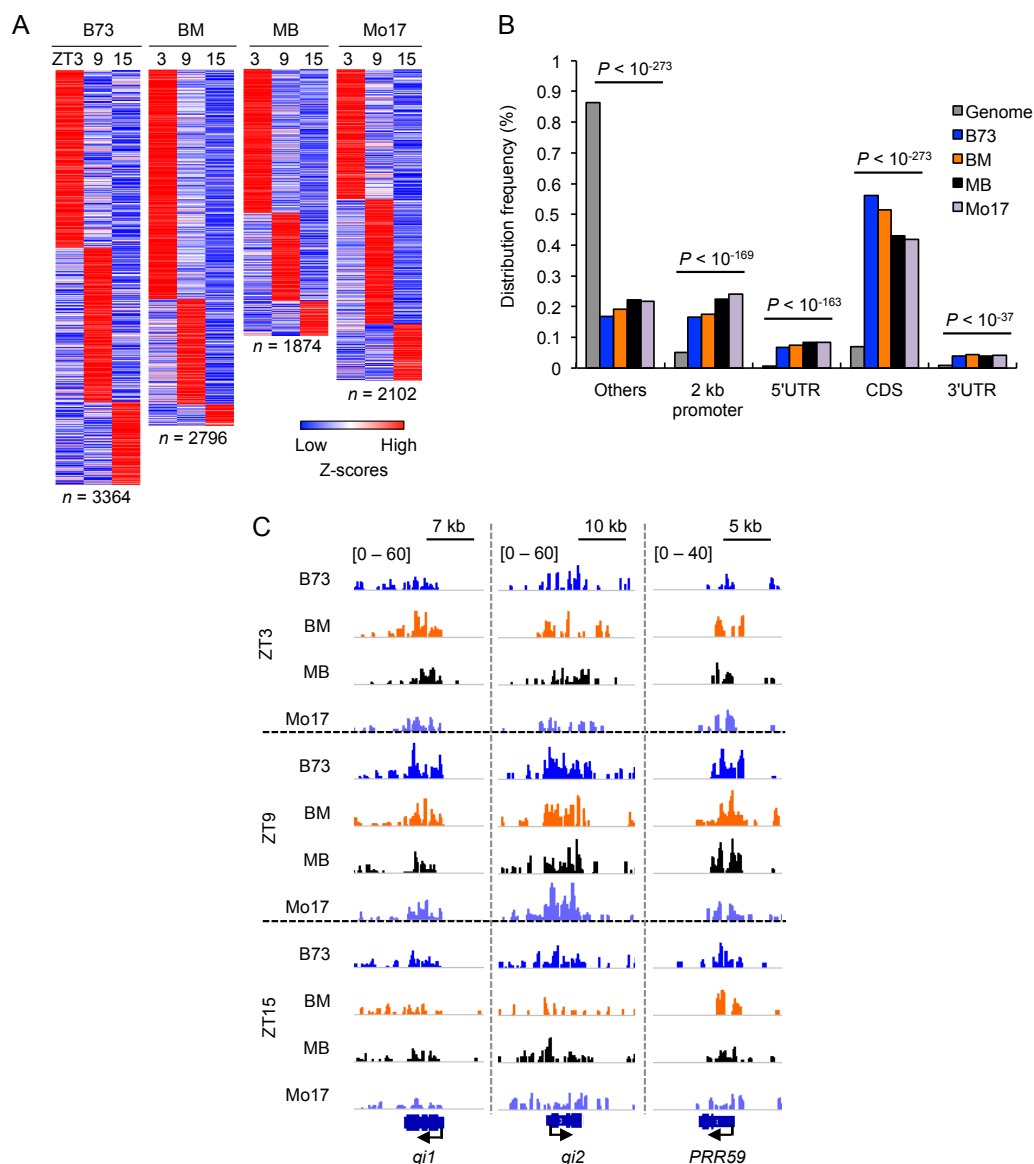 A
B73 BM MB Mo17
ZT3 9 15 3 9 15 3 9 15 3 9 15
n = 1874
n = 2102
n = 2796
n = 3364
Low High
Z-scores
B
Distribution frequency (%)
1
0.9
0.8
0.7
0.6
0.5
0.4
0.3
0.2
0.1
0
P < 10-273
P < 10-169
P < 10-163
P < 10-273
P < 10-37
Genome
B73
BM
MB
Mo17
Others 2 kb promoter 5'UTR CDS 3'UTR
C
7 kb 10 kb 5 kb
[0 – 60] [0 – 60] [0 – 40]
ZT3
B73
BM
MB
Mo17
ZT9
B73
BM
MB
Mo17
ZT15
B73
BM
MB
Mo17
gi1 gi2 PRR59